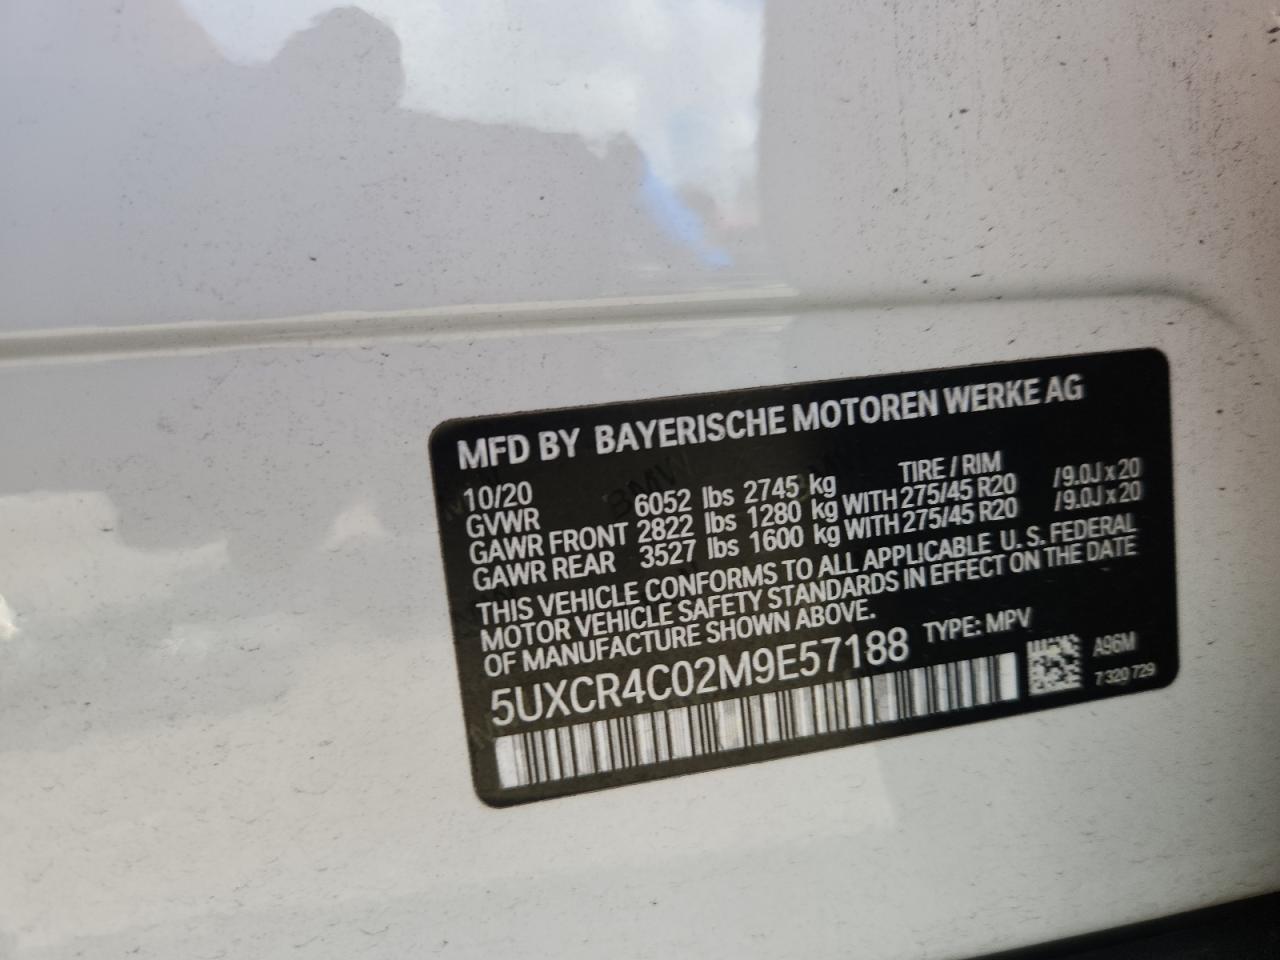 MFD BY BAYERISCHE MOTOREN WERKE AG
10/20 TIRE / RIM
GVWR 6052 lbs 2745 kg
GAWR FRONT 2822 lbs 1280 kg WITH 275/45 R20 /9.0J x 20
GAWR REAR 3527 lbs 1600 kg WITH 275/45 R20 /9.0J x 20
THIS VEHICLE CONFORMS TO ALL APPLICABLE U. S. FEDERAL
MOTOR VEHICLE SAFETY STANDARDS IN EFFECT ON THE DATE
OF MANUFACTURE SHOWN ABOVE.
5UXCR4C02M9E57188 TYPE: MPV
A96M
7 320 729